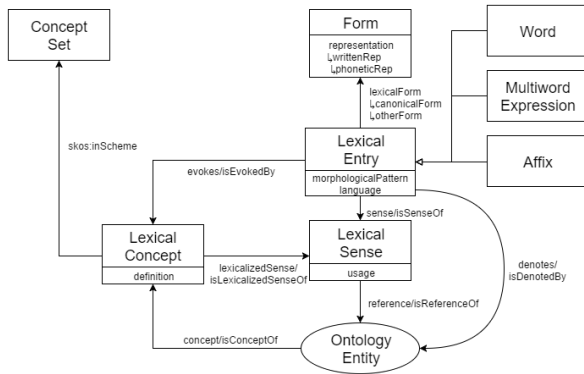 Concept
Set
Form
representation
↳writtenRep
↳phoneticRep
Word
Multiword
Expression
Affix
lexicalForm
↳canonicalForm
↳otherForm
skos:inScheme
Lexical
Entry
morphologicalPattern
language
evokes/isEvokedBy
sense/isSenseOf
Lexical
Concept
definition
lexicalizedSense/
isLexicalizedSenseOf
Lexical
Sense
usage
denotes/
isDenotedBy
reference/isReferenceOf
concept/isConceptOf
Ontology
Entity